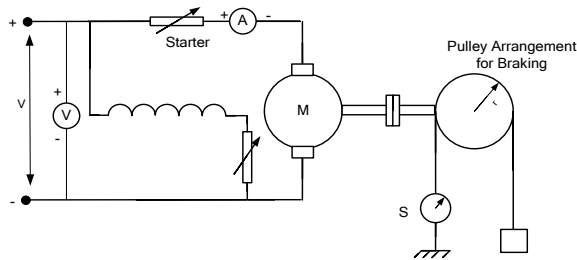 +
+
A
-
Starter
Pulley Arrangement
for Braking
V
+
V
-
M
r
S
-